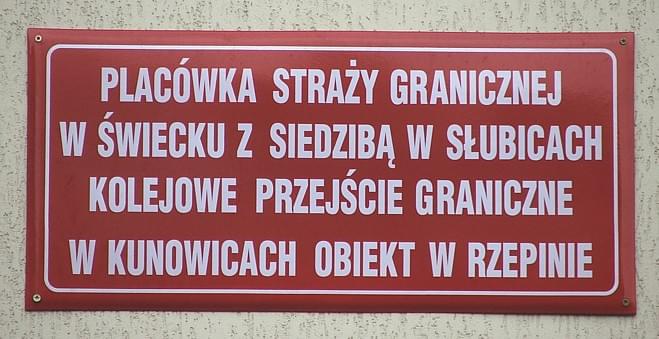 PLACÓWKA STRAŻY GRANICZNEJ
W ŚWIECKU Z SIEDZIBĄ W SŁUBICACH
KOLEJOWE PRZEJŚCIE GRANICZNE
W KUNOWICACH OBIEKT W RZEPINIE